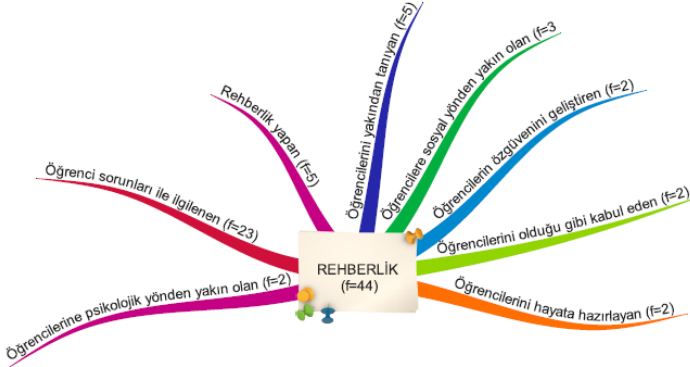 Öğrencilerini yakından tanıyan (f=5)
Öğrencilere sosyal yönden yakın olan (f=3
Rehberlik yapan (f=5)
Öğrencilerin özgüvenini geliştiren (f=2)
Öğrenci sorunları ile ilgilenen (f=23)
Öğrencilerini olduğu gibi kabul eden (f=2)
REHBERLİK
(f=44)
Öğrencilerine psikolojik yönden yakın olan (f=2)
Öğrencilerini hayata hazırlayan (f=2)